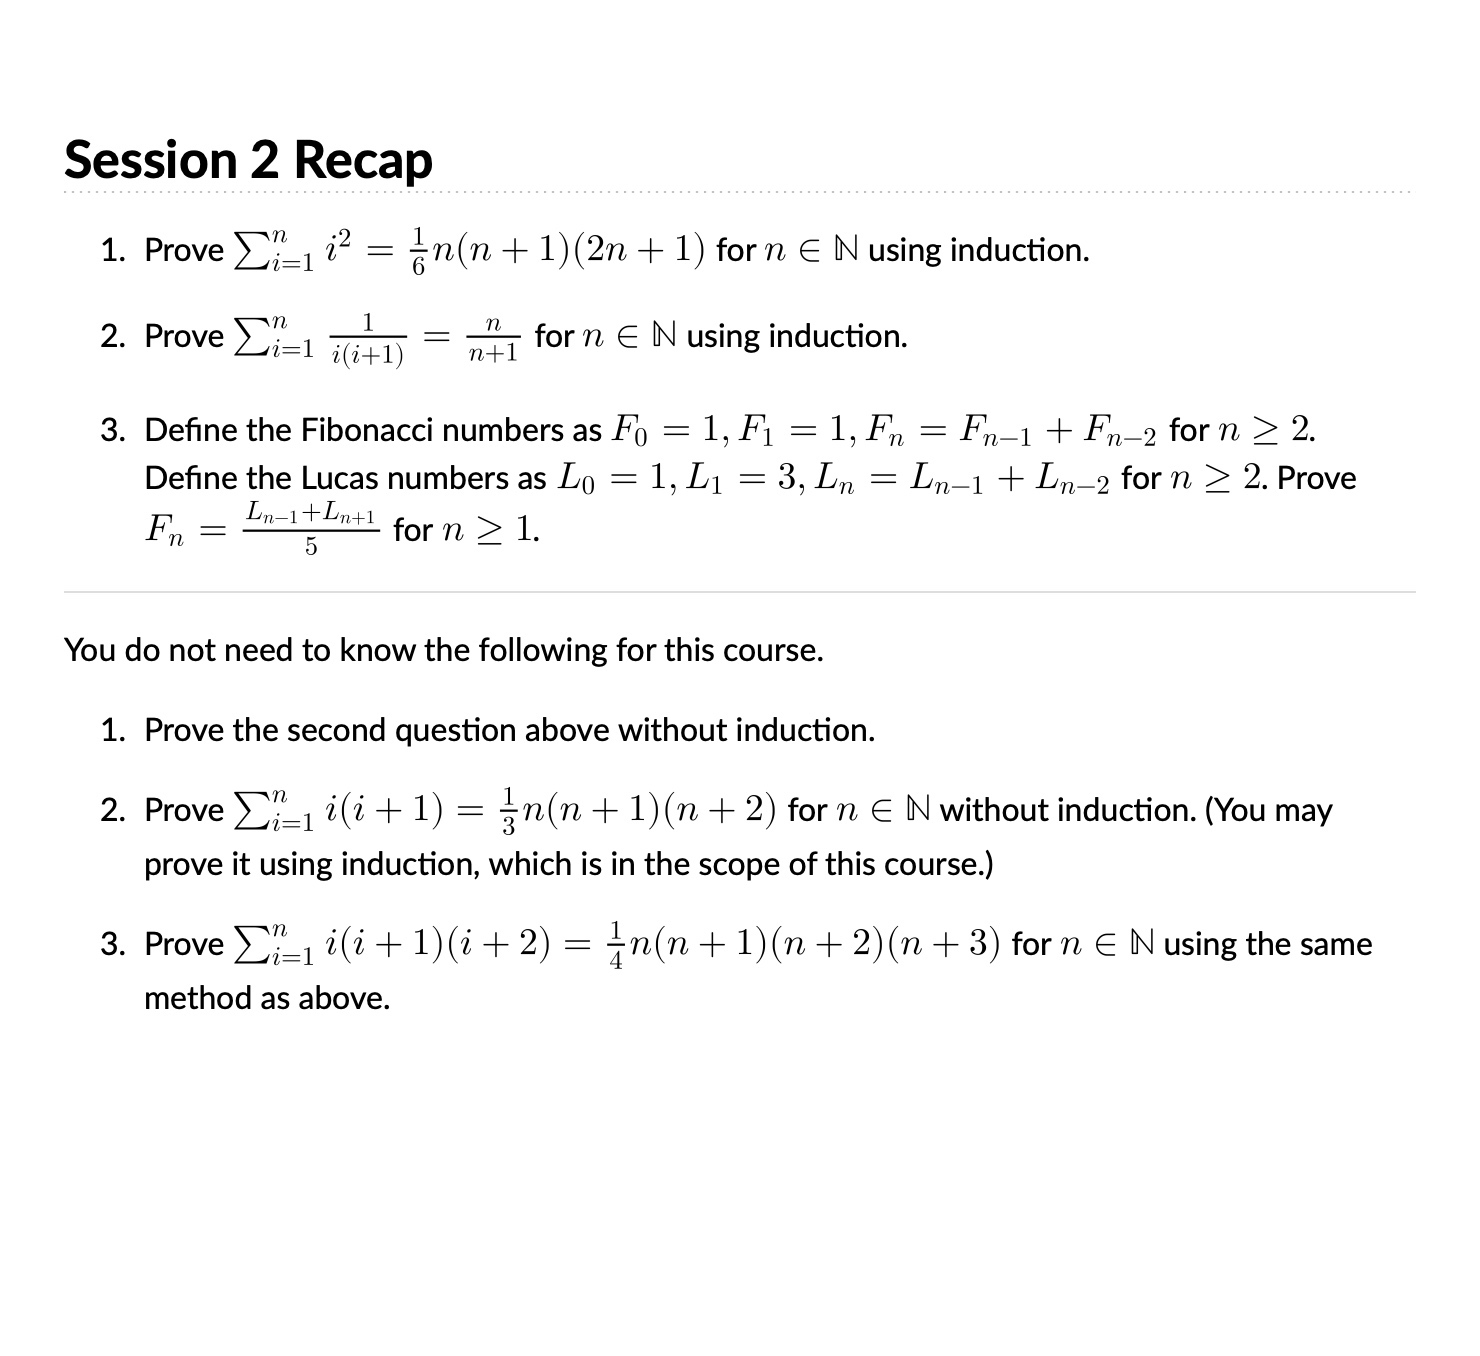 Session 2 Recap
1. Prove $\sum_{i=1}^{n} i^2 = \frac{1}{6}n(n+1)(2n+1)$ for $n \in \mathbb{N}$ using induction.
2. Prove $\sum_{i=1}^{n} \frac{1}{i(i+1)} = \frac{n}{n+1}$ for $n \in \mathbb{N}$ using induction.
3. Define the Fibonacci numbers as $F_0 = 1, F_1 = 1, F_n = F_{n-1} + F_{n-2}$ for $n \geq 2$.
Define the Lucas numbers as $L_0 = 1, L_1 = 3, L_n = L_{n-1} + L_{n-2}$ for $n \geq 2$. Prove
$F_n = \frac{L_{n-1}+L_{n+1}}{5}$ for $n \geq 1$.
You do not need to know the following for this course.
1. Prove the second question above without induction.
2. Prove $\sum_{i=1}^{n} i(i+1) = \frac{1}{3}n(n+1)(n+2)$ for $n \in \mathbb{N}$ without induction. (You may
prove it using induction, which is in the scope of this course.)
3. Prove $\sum_{i=1}^{n} i(i+1)(i+2) = \frac{1}{4}n(n+1)(n+2)(n+3)$ for $n \in \mathbb{N}$ using the same
method as above.